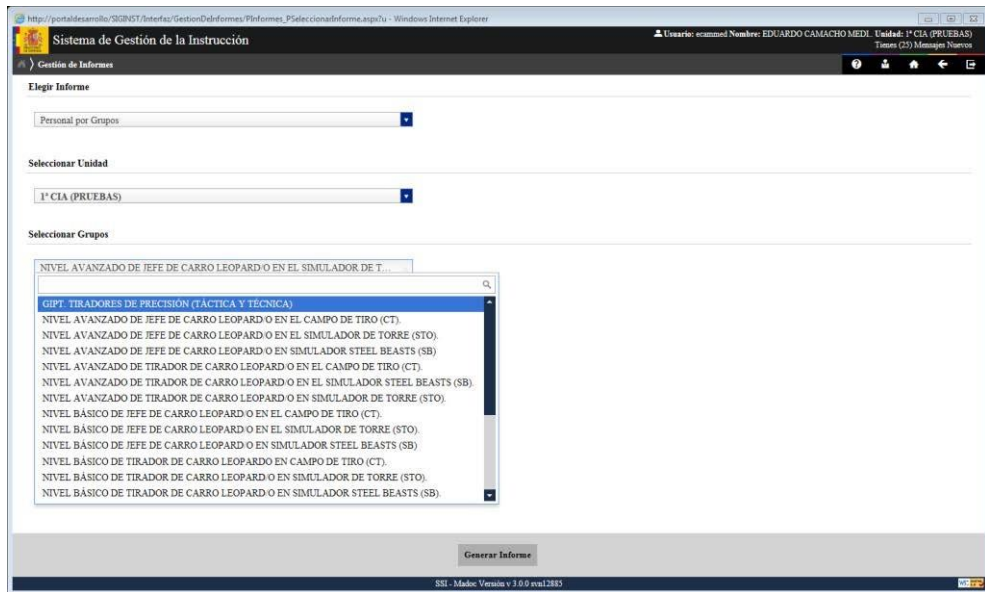 http://portaldesarrollo/SIGINST/Interfaz/GestionDeInformes/PInformes_PSeleccionarInforme.aspx?u - Windows Internet Explorer
Sistema de Gestión de la Instrucción
Usuario: ecammed Nombre: EDUARDO CAMACHO MEDI.. Unidad: 1ª CIA (PRUEBAS)
Tienes (25) Mensajes Nuevos
Gestión de Informes
Elegir Informe
Personal por Grupos
Seleccionar Unidad
1ª CIA (PRUEBAS)
Seleccionar Grupos
NIVEL AVANZADO DE JEFE DE CARRO LEOPARD/O EN EL SIMULADOR DE T...
GIPT. TIRADORES DE PRECISIÓN (TÁCTICA Y TÉCNICA)
NIVEL AVANZADO DE JEFE DE CARRO LEOPARD/O EN EL CAMPO DE TIRO (CT).
NIVEL AVANZADO DE JEFE DE CARRO LEOPARD/O EN EL SIMULADOR DE TORRE (STO).
NIVEL AVANZADO DE JEFE DE CARRO LEOPARD/O EN SIMULADOR STEEL BEASTS (SB)
NIVEL AVANZADO DE TIRADOR DE CARRO LEOPARD/O EN EL CAMPO DE TIRO (CT).
NIVEL AVANZADO DE TIRADOR DE CARRO LEOPARD/O EN EL SIMULADOR STEEL BEASTS (SB).
NIVEL AVANZADO DE TIRADOR DE CARRO LEOPARD/O EN SIMULADOR DE TORRE (STO).
NIVEL BÁSICO DE JEFE DE CARRO LEOPARD/O EN EL CAMPO DE TIRO (CT).
NIVEL BÁSICO DE JEFE DE CARRO LEOPARD/O EN EL SIMULADOR DE TORRE (STO).
NIVEL BÁSICO DE JEFE DE CARRO LEOPARD/O EN SIMULADOR STEEL BEASTS (SB)
NIVEL BÁSICO DE TIRADOR DE CARRO LEOPARDO EN CAMPO DE TIRO (CT).
NIVEL BÁSICO DE TIRADOR DE CARRO LEOPARD/O EN SIMULADOR DE TORRE (STO).
NIVEL BÁSICO DE TIRADOR DE CARRO LEOPARD/O EN SIMULADOR STEEL BEASTS (SB).
Generar Informe
SSI - Madoc Versión v 3.0.0 svn12885